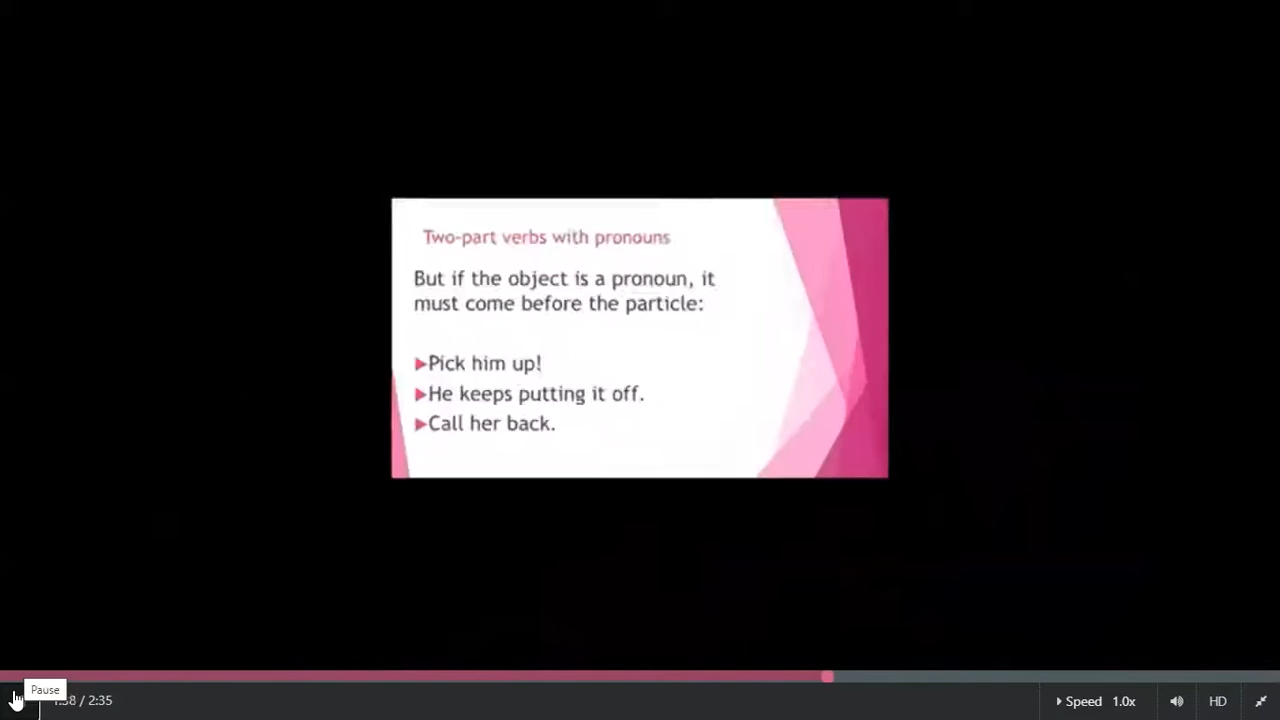 Two-part verbs with pronouns
But if the object is a pronoun, it
must come before the particle:
Pick him up!
He keeps putting it off.
Call her back.
Pause
/ 2:35
Speed 1.0x
HD